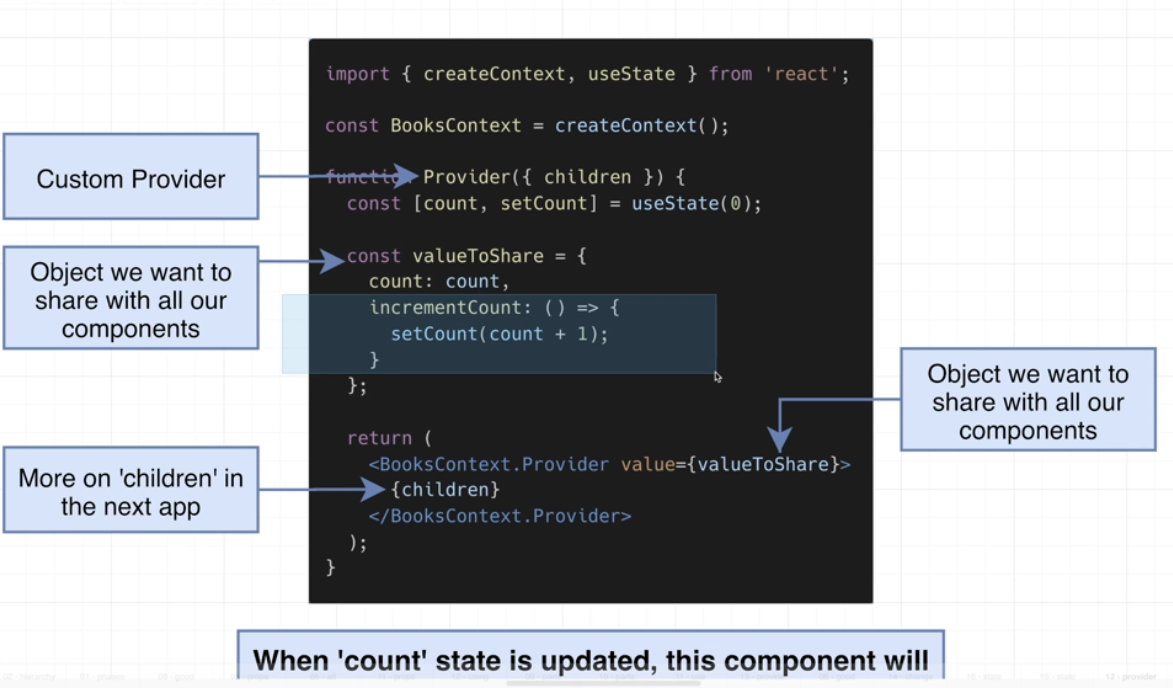 import { createContext, useState } from 'react';
const BooksContext = createContext();
Custom Provider
function Provider({ children }) {
const [count, setCount] = useState(0);
Object we want to
share with all our
components
const valueToShare = {
count: count,
incrementCount: () => {
setCount(count + 1);
}
};
Object we want to
share with all our
components
return (
<BooksContext.Provider value={valueToShare}>
More on 'children' in
the next app
{children}
</BooksContext.Provider>
);
}
When 'count' state is updated, this component will
12 - provider